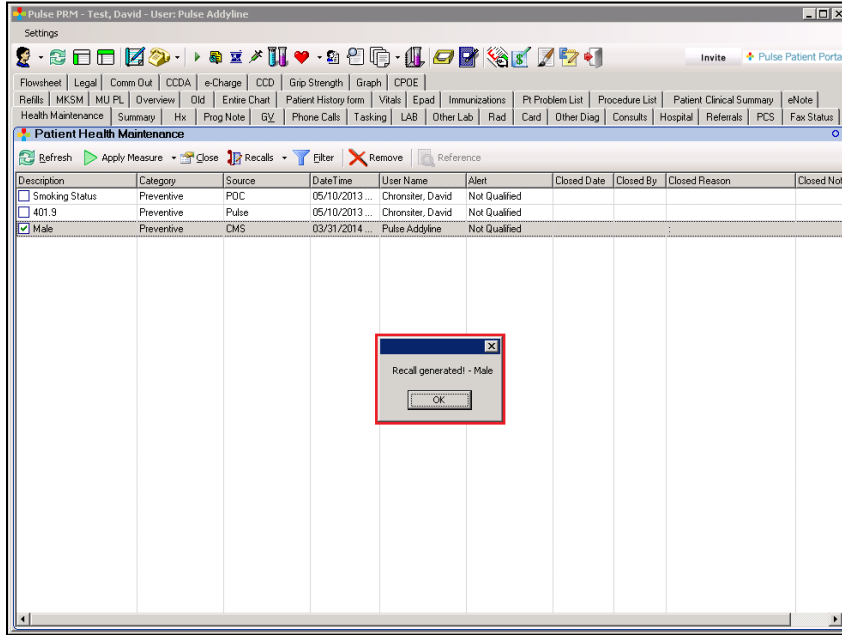 Pulse PRM - Test, David - User: Pulse Addyline
Settings
Invite Pulse Patient Porta
Flowsheet Legal Comm Out CCDA e-Charge CCD Grip Strength Graph CPOE
Refills MKSM MU PL Overview Old Entire Chart Patient History form Vitals Epad Immunizations Pt Problem List Procedure List Patient Clinical Summary eNote
Health Maintenance Summary Hx Prog Note GV Phone Calls Tasking LAB Other Lab Rad Card Other Diag Consults Hospital Referrals PCS Fax Status
Patient Health Maintenance
Refresh Apply Measure Close Recalls Filter Remove Reference
Description Category Source DateTime User Name Alert Closed Date Closed By Closed Reason Closed Not
Smoking Status Preventive POC 05/10/2013 ... Chronsiter, David Not Qualified
401.9 Preventive Pulse 05/10/2013 ... Chronsiter, David Not Qualified
Male Preventive CMS 03/31/2014 ... Pulse Addyline Not Qualified :
Recall generated! - Male
OK